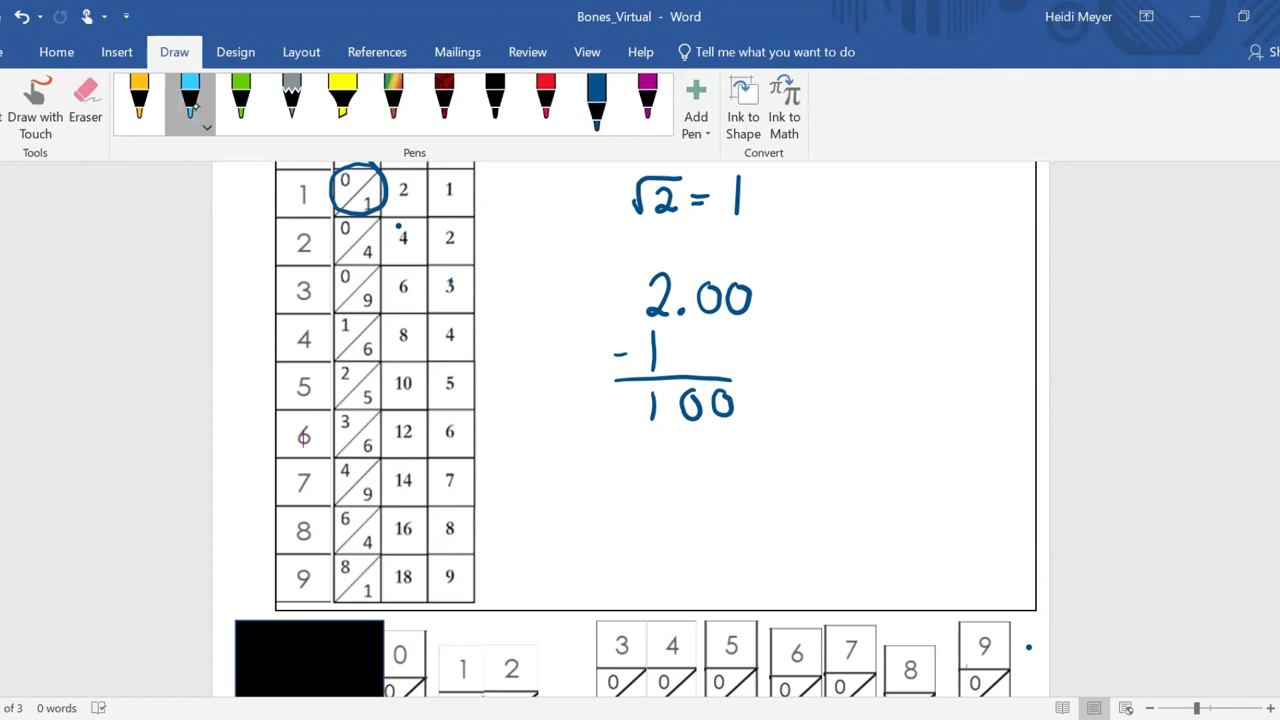 Bones_Virtual - Word
Heidi Meyer
Home Insert Draw Design Layout References Mailings Review View Help Tell me what you want to do
Draw with Touch
Eraser
Add Pen
Ink to Shape
Ink to Math
Tools
Pens
Convert
1 0/1 2 1
2 0/4 4 2
3 0/9 6 3
4 1/6 8 4
5 2/5 10 5
6 3/6 12 6
7 4/9 14 7
8 6/4 16 8
9 8/1 18 9
√2 = 1
2.00
- 1
1 00
0 1 2 3 4 5 6 7 8 9
0 0 0 0 0 0 0
of 3 0 words